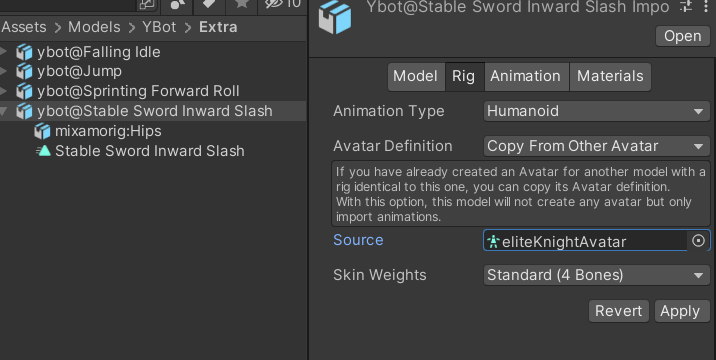 10
Assets > Models > YBot > Extra
ybot@Falling Idle
ybot@Jump
ybot@Sprinting Forward Roll
ybot@Stable Sword Inward Slash
mixamorig:Hips
Stable Sword Inward Slash
Ybot@Stable Sword Inward Slash Impo
Open
Model Rig Animation Materials
Animation Type Humanoid
Avatar Definition Copy From Other Avatar
If you have already created an Avatar for another model with a
rig identical to this one, you can copy its Avatar definition.
With this option, this model will not create any avatar but only
import animations.
Source eliteKnightAvatar
Skin Weights Standard (4 Bones)
Revert Apply